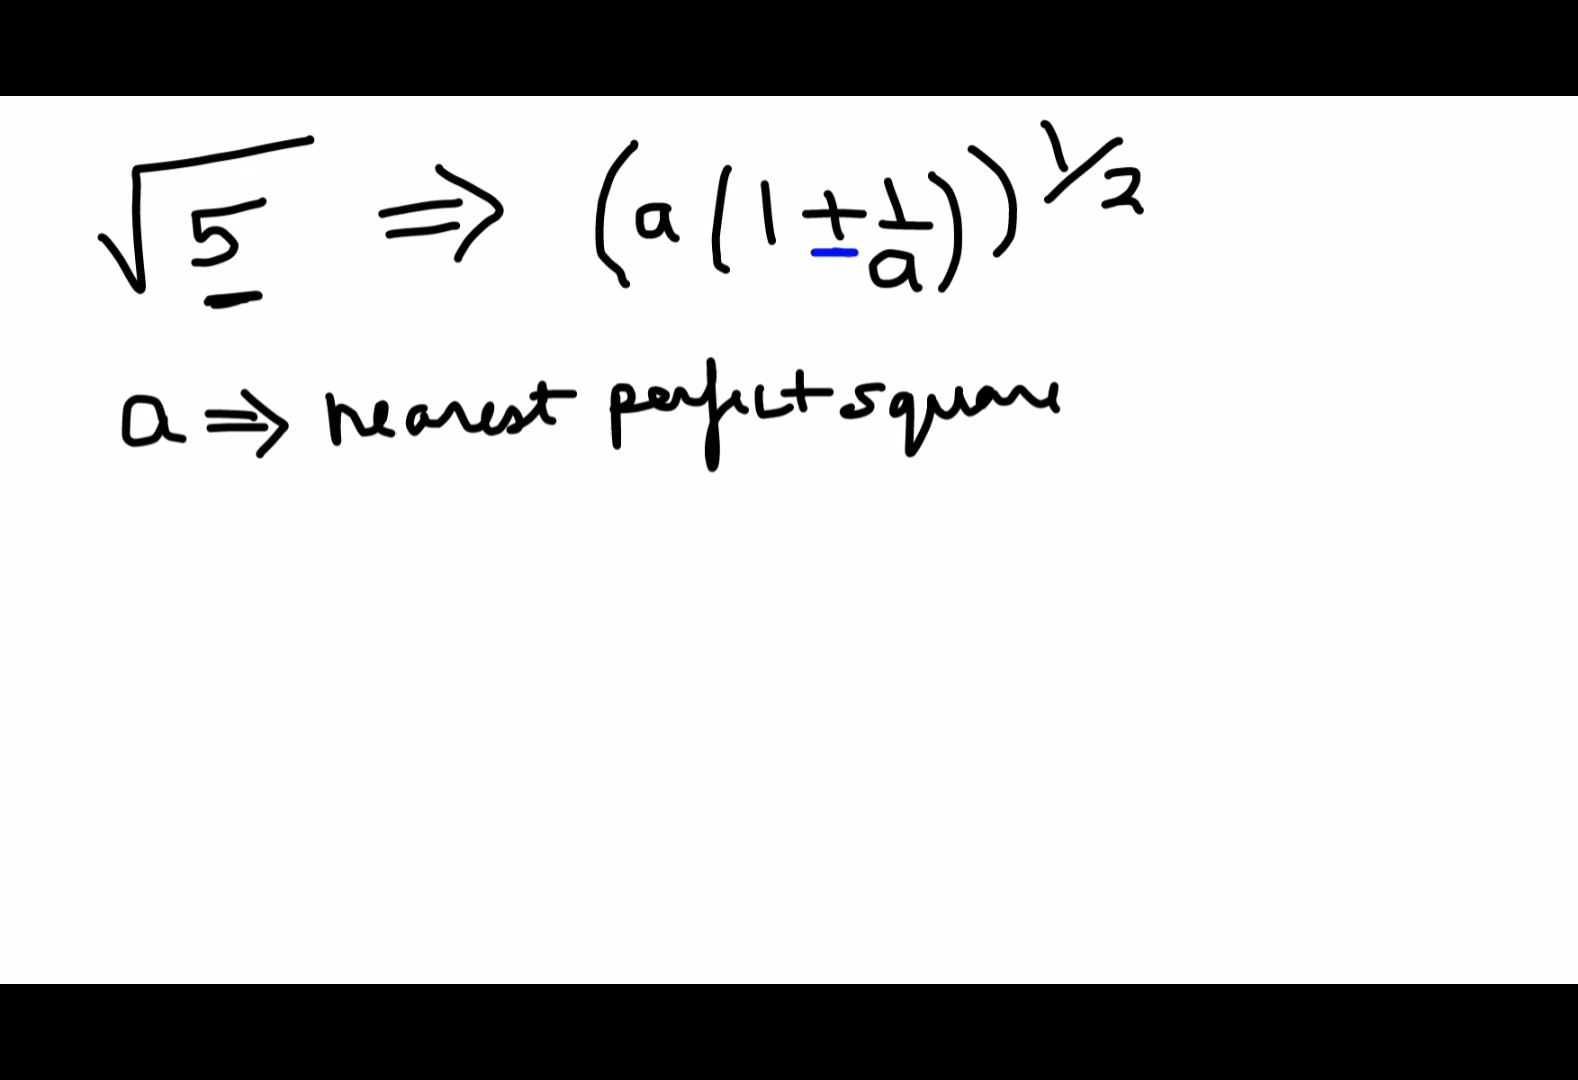 √5 ⇒ (a(1 ± 1/a))^1/2
a ⇒ nearest perfect square